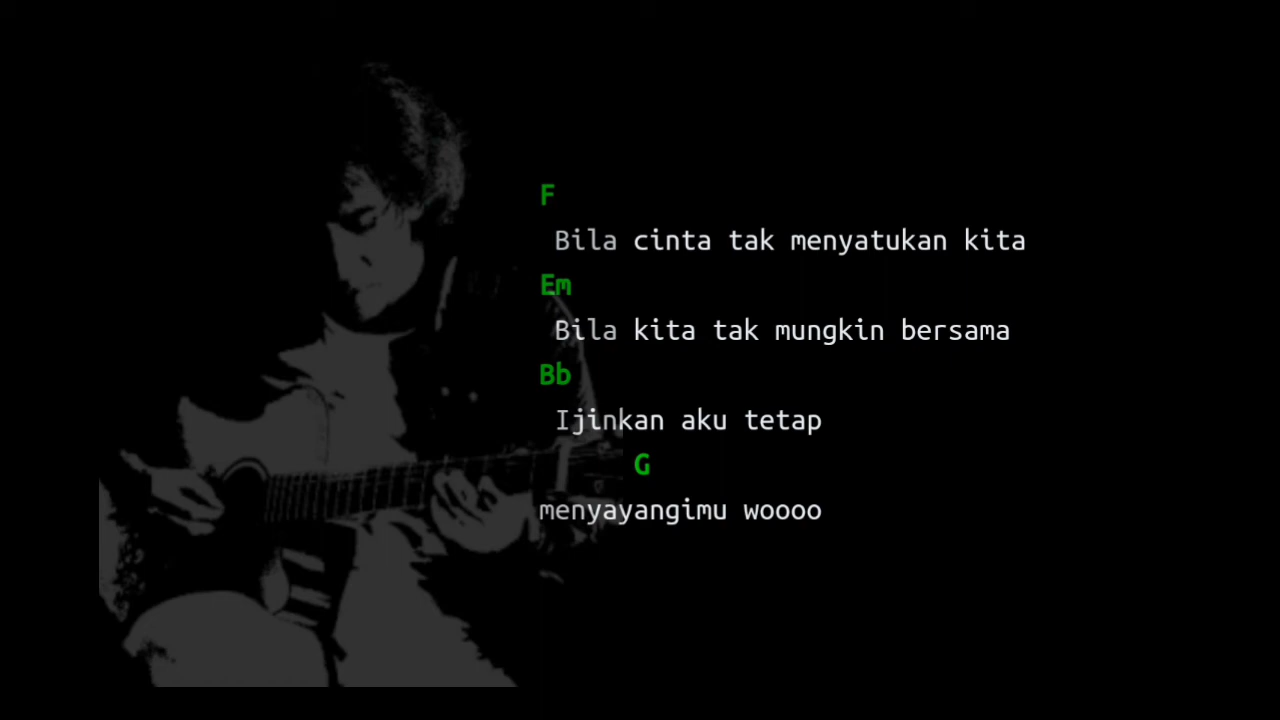 F
Bila cinta tak menyatukan kita
Em
Bila kita tak mungkin bersama
Bb
Ijinkan aku tetap
G
menyayangimu woooo